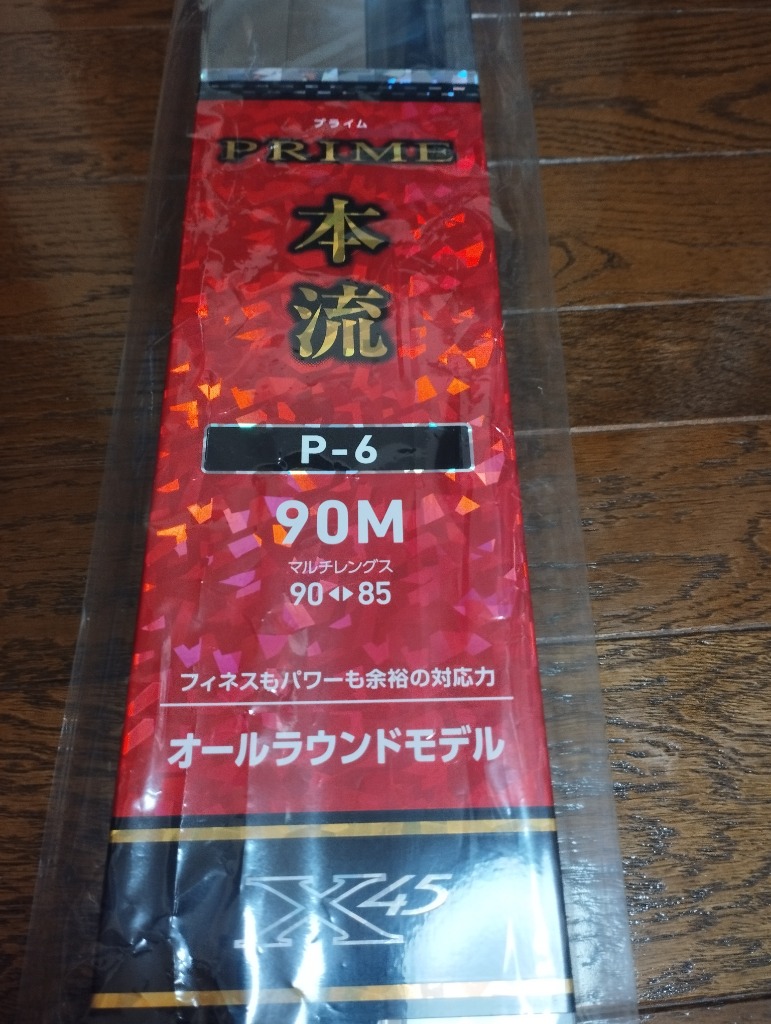 プライム
PRIME
本
流
P-6
90M
マルチレングス
90◂▸85
フィネスもパワーも余裕の対応力
オールラウンドモデル
X45